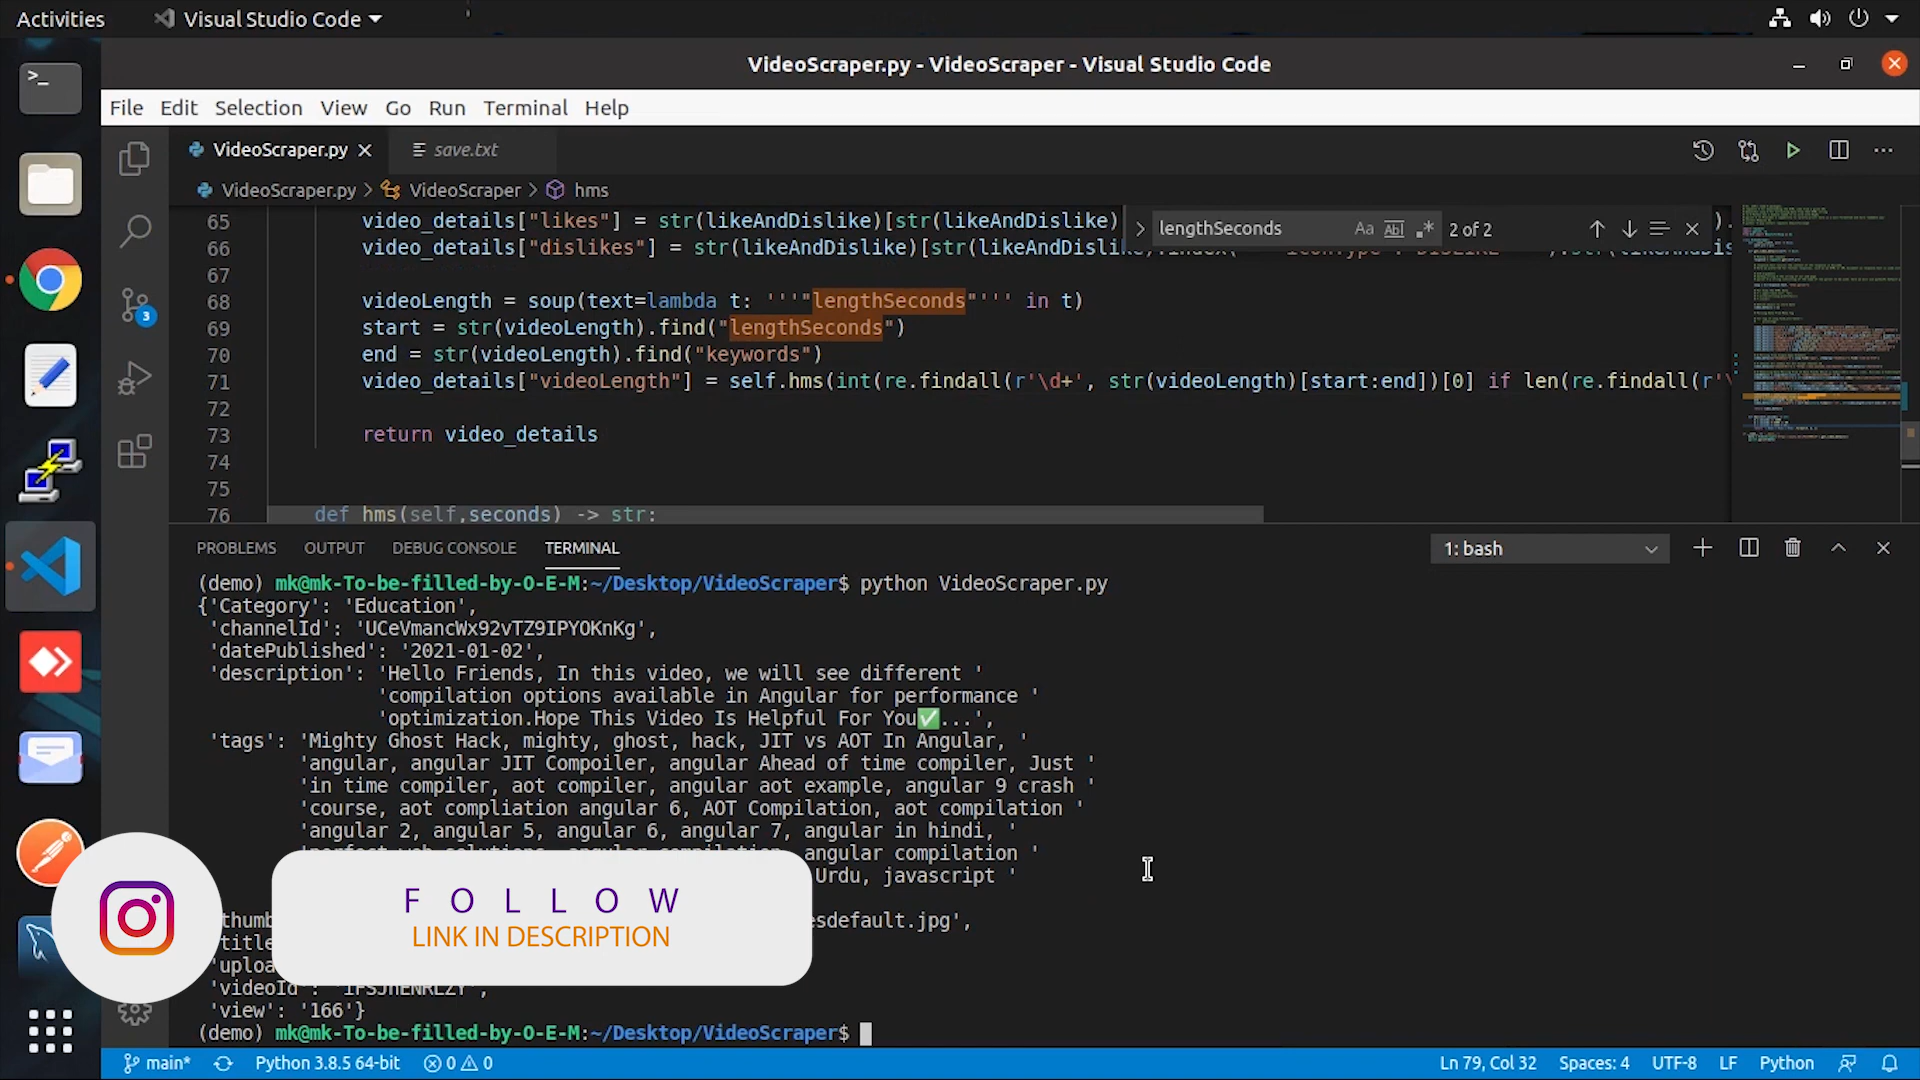 Activities
Visual Studio Code
VideoScraper.py - VideoScraper - Visual Studio Code
File Edit Selection View Go Run Terminal Help
VideoScraper.py
save.txt
VideoScraper.py > VideoScraper > hms
lengthSeconds
Aa Abl .* 2 of 2
65 video_details["likes"] = str(likeAndDislike)[str(likeAndDislike)
66 video_details["dislikes"] = str(likeAndDislike)[str(likeAndDislik
67
68 videoLength = soup(text=lambda t: '''"lengthSeconds"''' in t)
69 start = str(videoLength).find("lengthSeconds")
70 end = str(videoLength).find("keywords")
71 video_details["videoLength"] = self.hms(int(re.findall(r'\d+', str(videoLength)[start:end])[0] if len(re.findall(r'\
72
73 return video_details
74
75
76 def hms(self,seconds) -> str:
PROBLEMS OUTPUT DEBUG CONSOLE TERMINAL
1: bash
(demo) mk@mk-To-be-filled-by-O-E-M:~/Desktop/VideoScraper$ python VideoScraper.py
{'Category': 'Education',
'channelId': 'UCeVmancWx92vTZ9IPYOKnKg',
'datePublished': '2021-01-02',
'description': 'Hello Friends, In this video, we will see different '
'compilation options available in Angular for performance '
'optimization.Hope This Video Is Helpful For You✅...',
'tags': 'Mighty Ghost Hack, mighty, ghost, hack, JIT vs AOT In Angular, '
'angular, angular JIT Compoiler, angular Ahead of time compiler, Just '
'in time compiler, aot compiler, angular aot example, angular 9 crash '
'course, aot compliation angular 6, AOT Compilation, aot compilation '
'angular 2, angular 5, angular 6, angular 7, angular in hindi, '
angular compilation '
Urdu, javascript '
'thumb esdefault.jpg',
'title
'uploa
'videoId'
'view': '166'}
(demo) mk@mk-To-be-filled-by-O-E-M:~/Desktop/VideoScraper$
FOLLOW
LINK IN DESCRIPTION
3
main* Python 3.8.5 64-bit 0 0
Ln 79, Col 32 Spaces: 4 UTF-8 LF Python